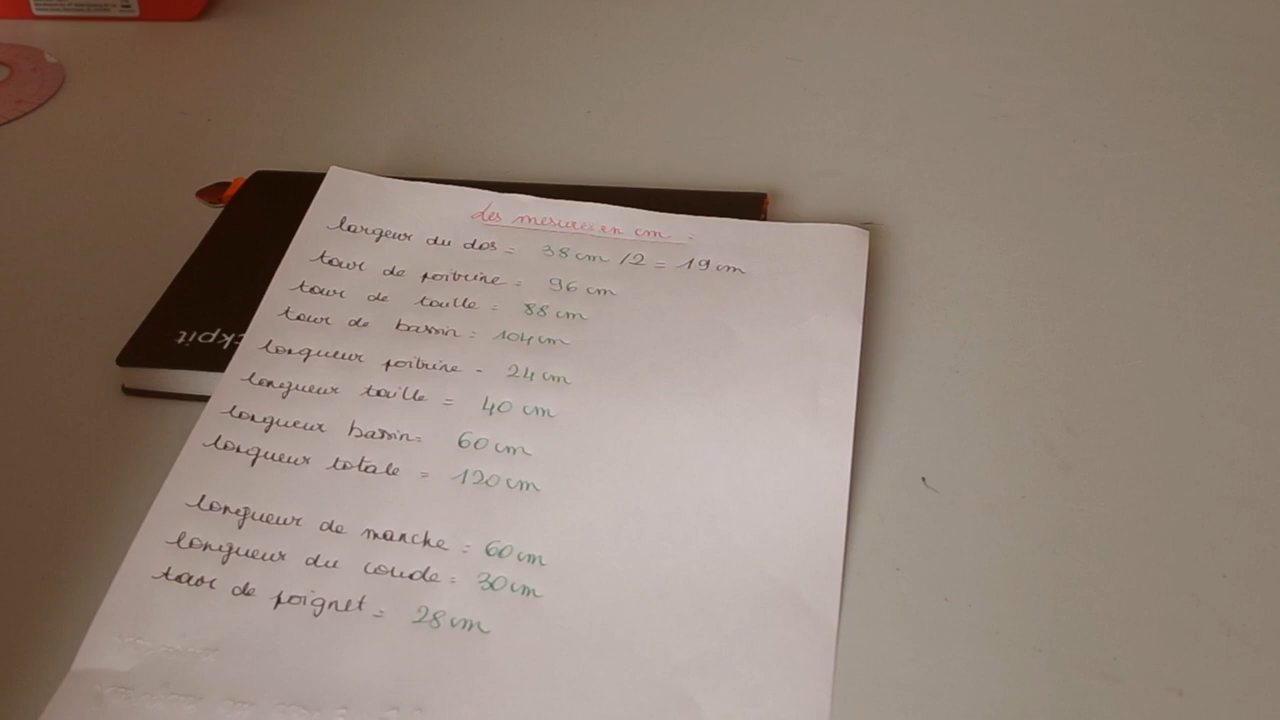 des mesures en cm :
largeur du dos = 38 cm /2 = 19 cm
tour de poitrine = 96 cm
tour de taille = 88 cm
tour de bassin = 104 cm
longueur poitrine - 24 cm
longueur taille = 40 cm
longueur bassin = 60 cm
longueur totale = 120 cm
longueur de manche = 60 cm
longueur du coude = 30 cm
tour de poignet = 28 cm
ckpit